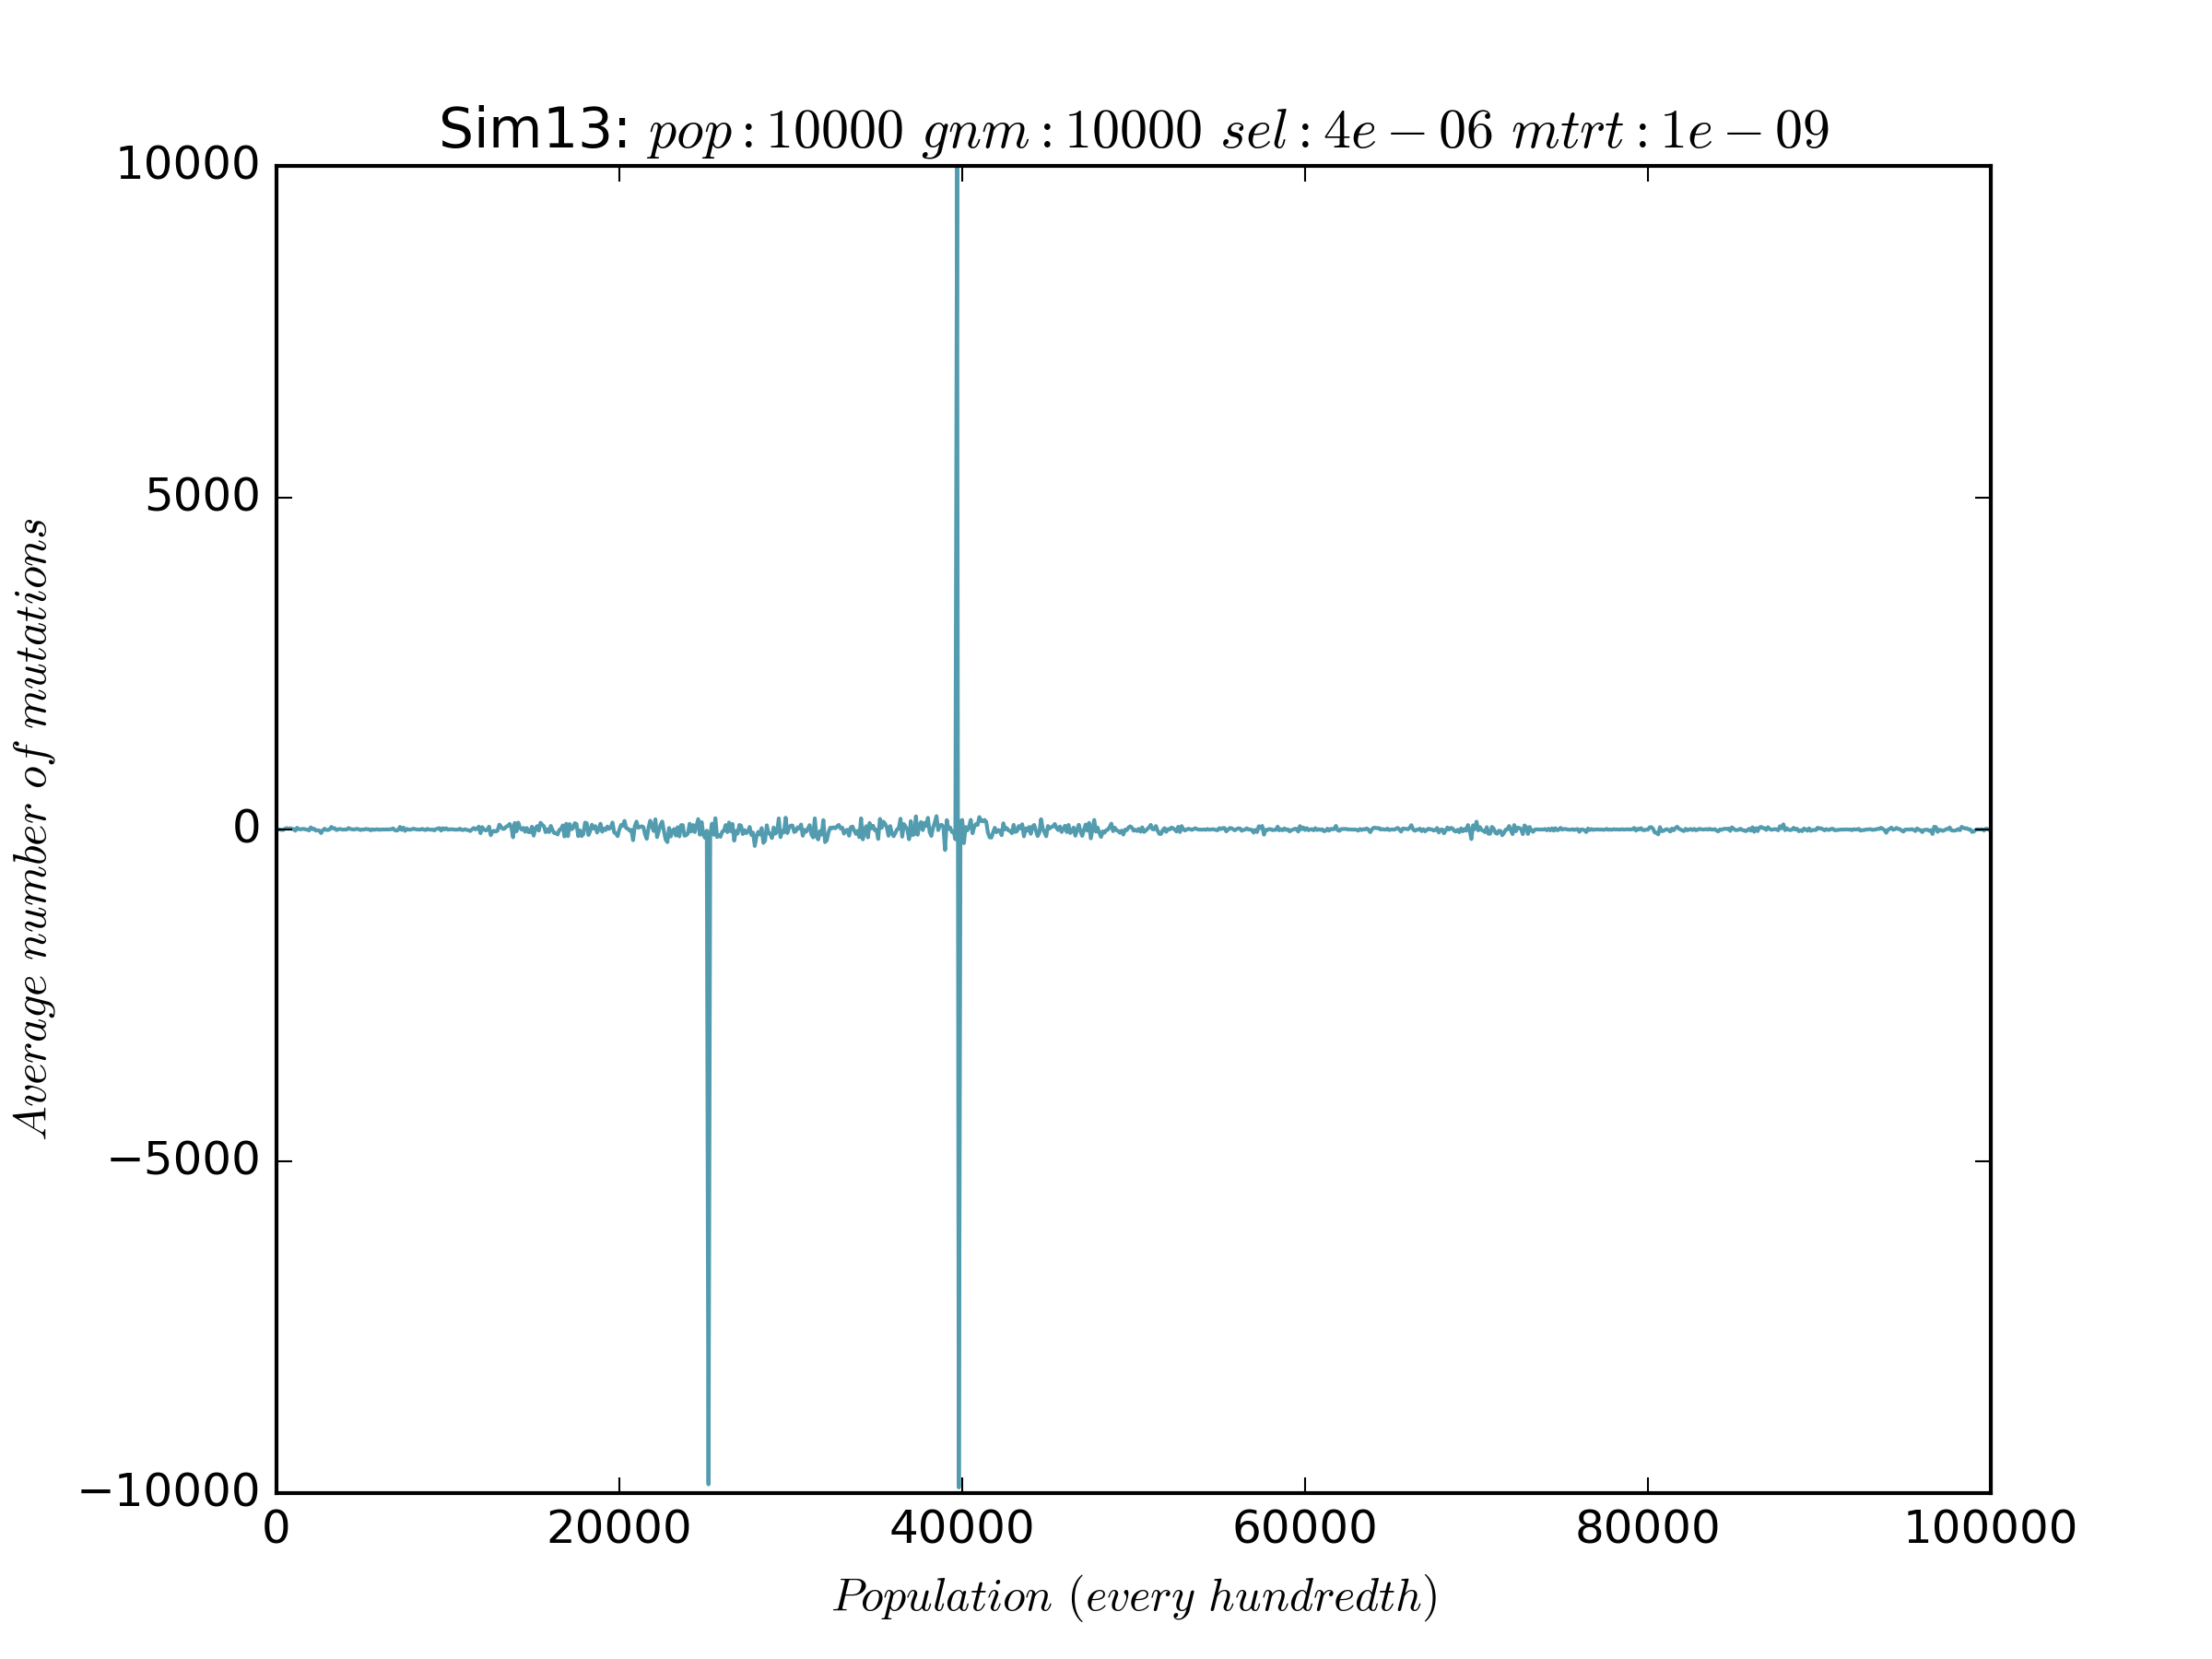 Sim13: pop : 10000 gnm : 10000 sel : 4e − 06 mtrt : 1e − 09
10000
5000
0
−5000
−10000
Average number of mutations
0 20000 40000 60000 80000 100000
Population (every hundredth)